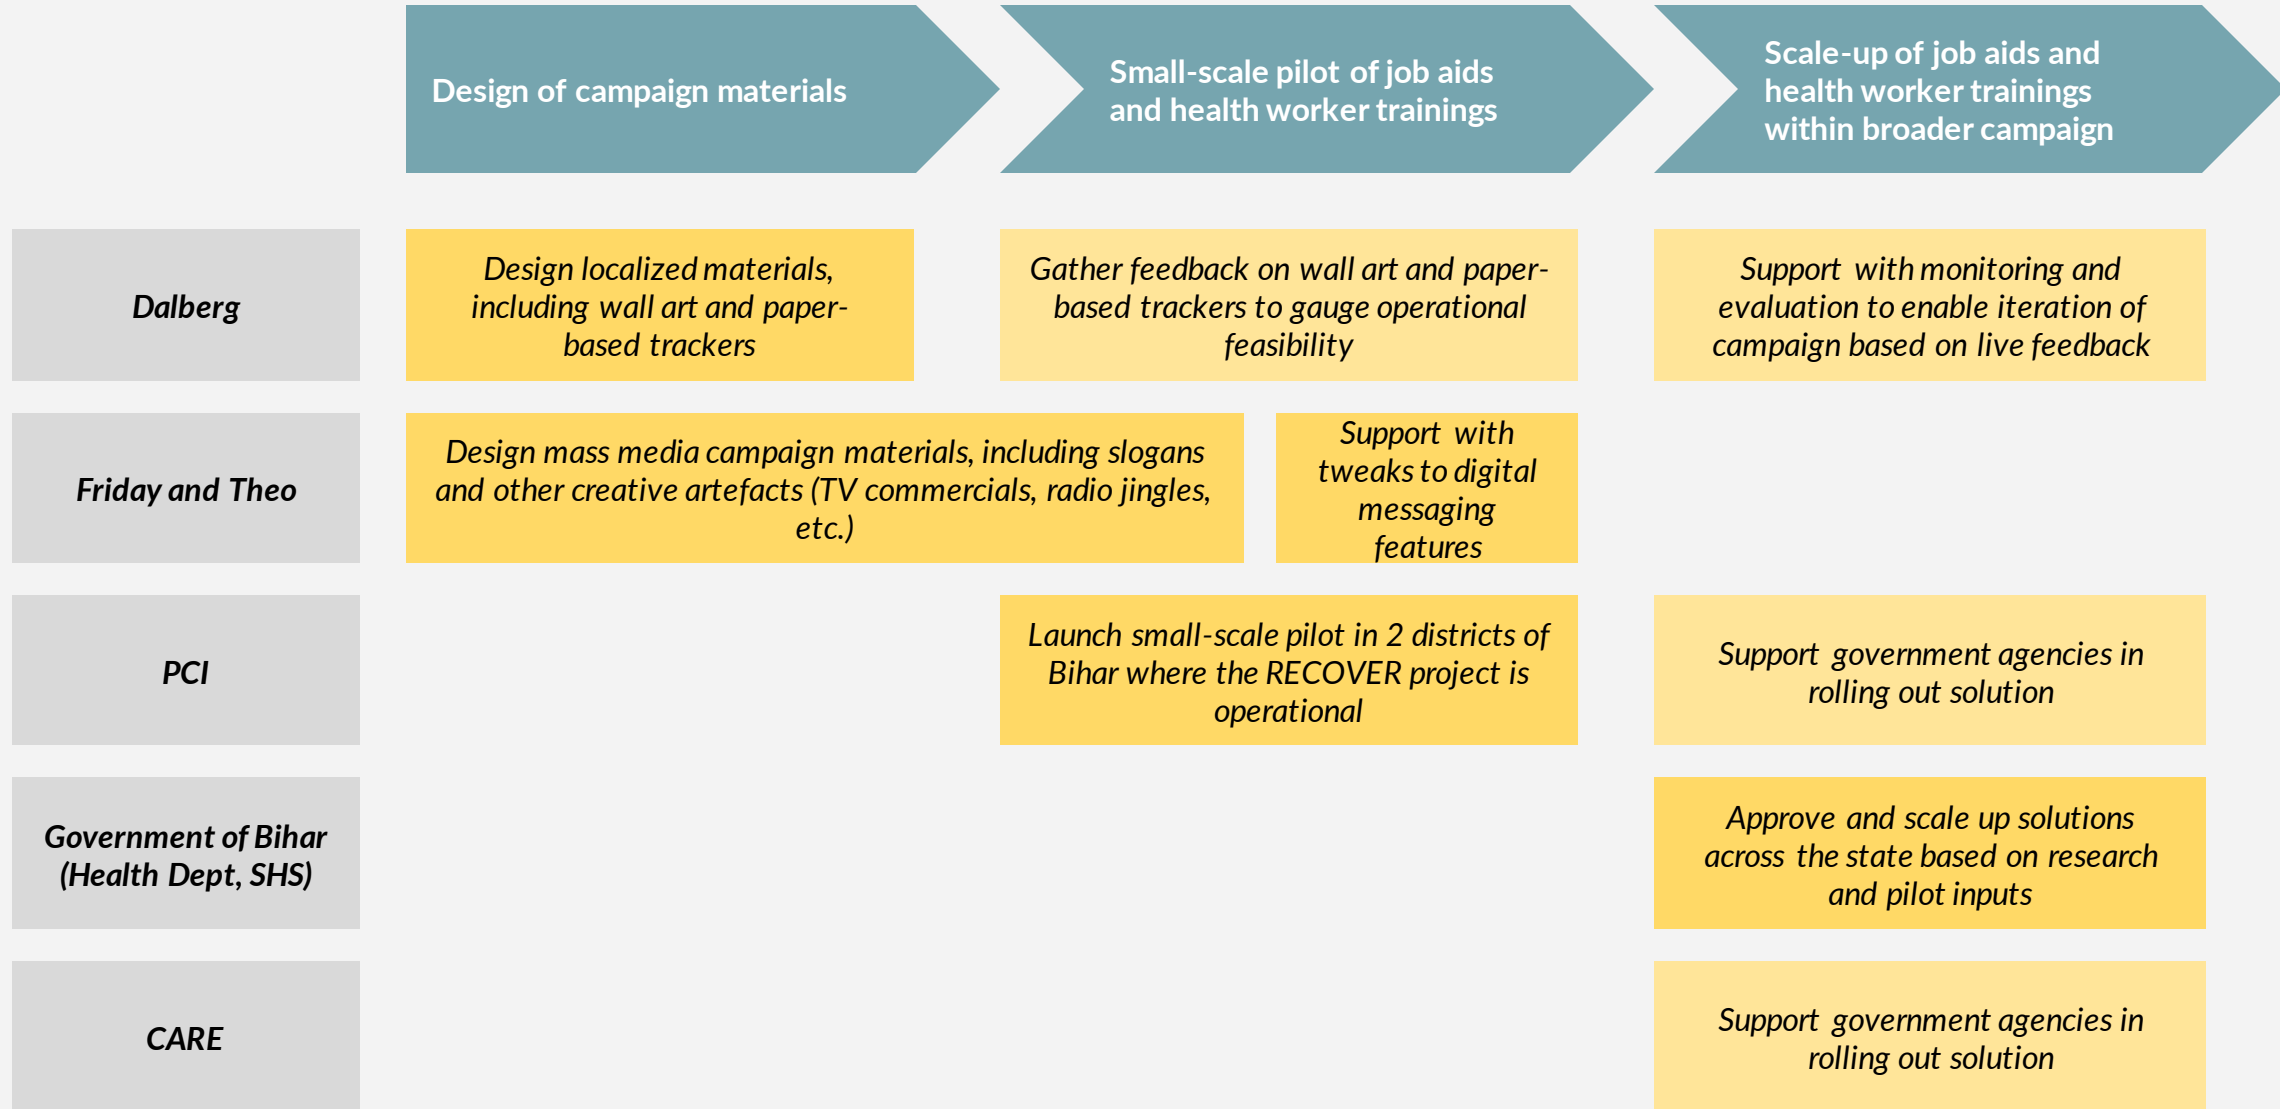 Design of campaign materials
Small-scale pilot of job aids
and health worker trainings
Scale-up of job aids and
health worker trainings
within broader campaign
Dalberg
Design localized materials,
including wall art and paper-
based trackers
Gather feedback on wall art and paper-
based trackers to gauge operational
feasibility
Support with monitoring and
evaluation to enable iteration of
campaign based on live feedback
Friday and Theo
Design mass media campaign materials, including slogans
and other creative artefacts (TV commercials, radio jingles,
etc.)
Support with
tweaks to digital
messaging
features
PCI
Launch small-scale pilot in 2 districts of
Bihar where the RECOVER project is
operational
Support government agencies in
rolling out solution
Government of Bihar
(Health Dept, SHS)
Approve and scale up solutions
across the state based on research
and pilot inputs
CARE
Support government agencies in
rolling out solution